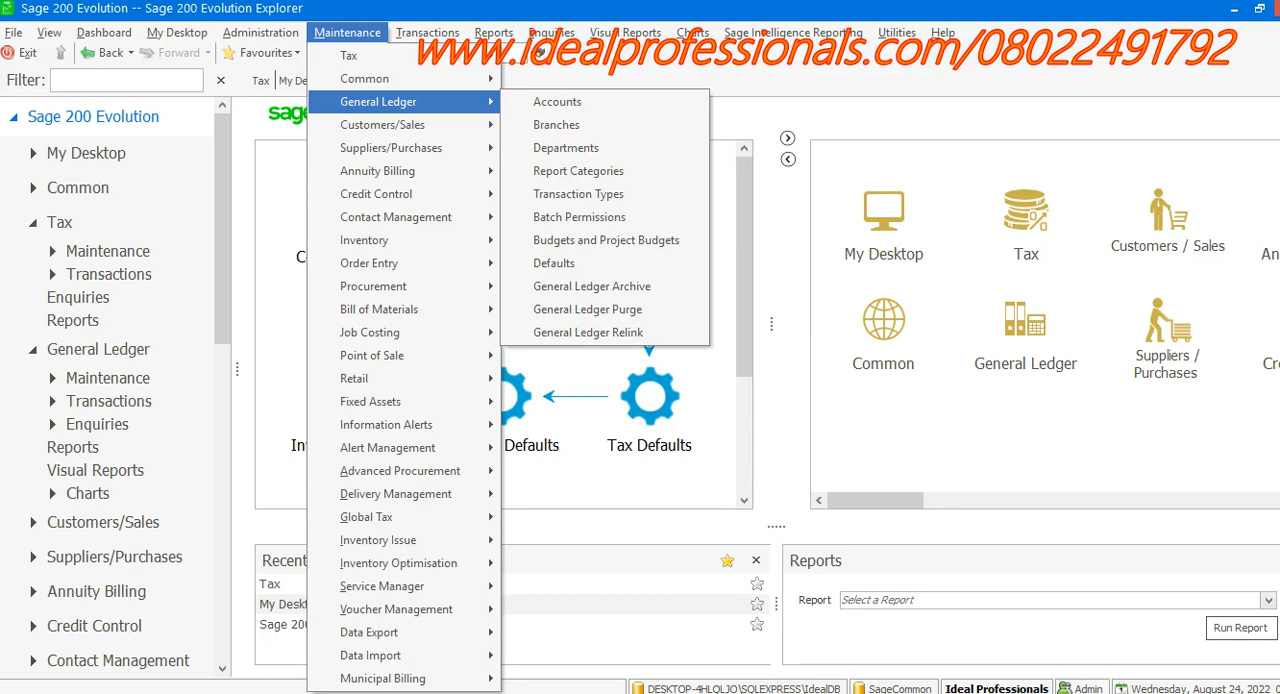 Sage 200 Evolution -- Sage 200 Evolution Explorer
File View Dashboard My Desktop Administration Maintenance Transactions Reports Enquiries Visual Reports Charts Sage Intelligence Reporting Utilities Help
www.idealprofessionals.com/08022491792
Exit Back Forward Favourites
Filter: Tax My De
Sage 200 Evolution
My Desktop
Common
Tax
Maintenance
Transactions
Enquiries
Reports
General Ledger
Maintenance
Transactions
Enquiries
Reports
Visual Reports
Charts
Customers/Sales
Suppliers/Purchases
Annuity Billing
Credit Control
Contact Management
sage
Tax
Common
General Ledger
Customers/Sales
Suppliers/Purchases
Annuity Billing
Credit Control
Contact Management
Inventory
Order Entry
Procurement
Bill of Materials
Job Costing
Point of Sale
Retail
Fixed Assets
Information Alerts
Alert Management
Advanced Procurement
Delivery Management
Global Tax
Inventory Issue
Inventory Optimisation
Service Manager
Voucher Management
Data Export
Data Import
Municipal Billing
Accounts
Branches
Departments
Report Categories
Transaction Types
Batch Permissions
Budgets and Project Budgets
Defaults
General Ledger Archive
General Ledger Purge
General Ledger Relink
Defaults
Tax Defaults
My Desktop
Tax
Customers / Sales
An
Common
General Ledger
Suppliers /
Purchases
Cr
Recent
Tax
My Deskt
Sage 200
Reports
Report Select a Report
Run Report
DESKTOP-4HLQLJO\SQLEXPRESS\IdealDB SageCommon Ideal Professionals Admin Wednesday, August 24, 2022